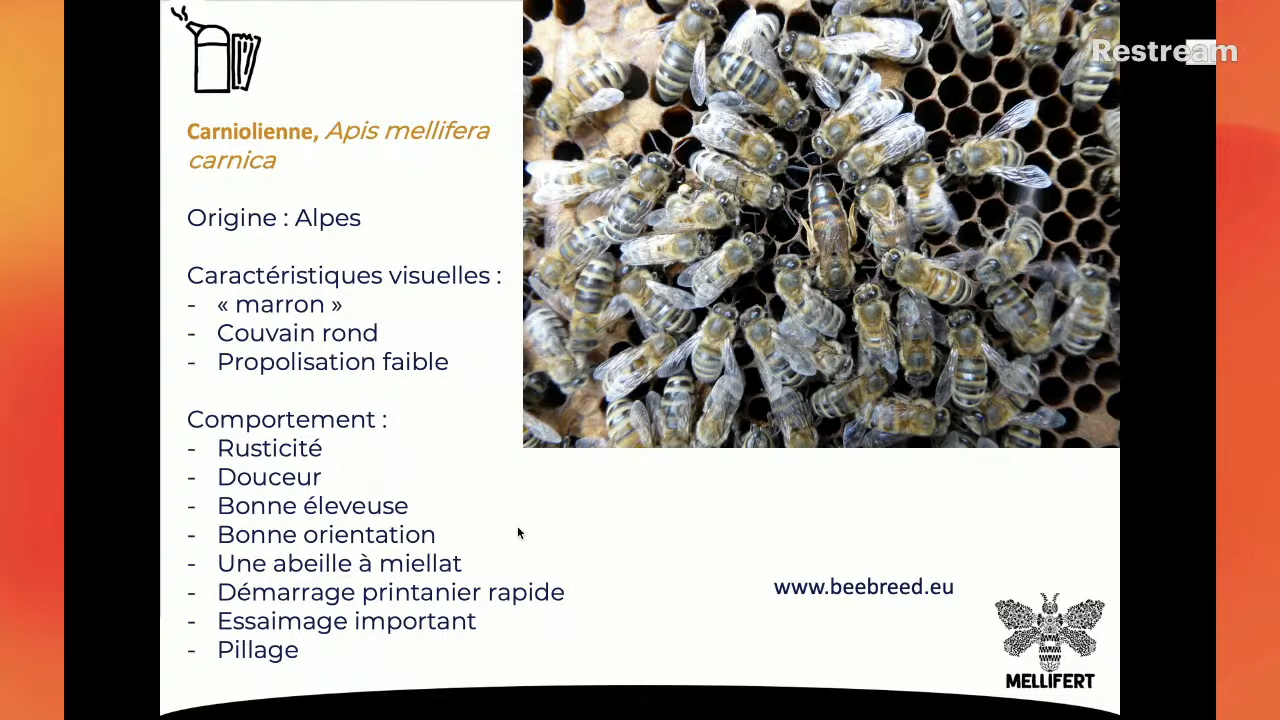 Restream
Carniolienne, Apis mellifera
carnica
Origine : Alpes
Caractéristiques visuelles :
- « marron »
- Couvain rond
- Propolisation faible
Comportement :
- Rusticité
- Douceur
- Bonne éleveuse
- Bonne orientation
- Une abeille à miellat
- Démarrage printanier rapide
- Essaimage important
- Pillage
www.beebreed.eu
MELLIFERT